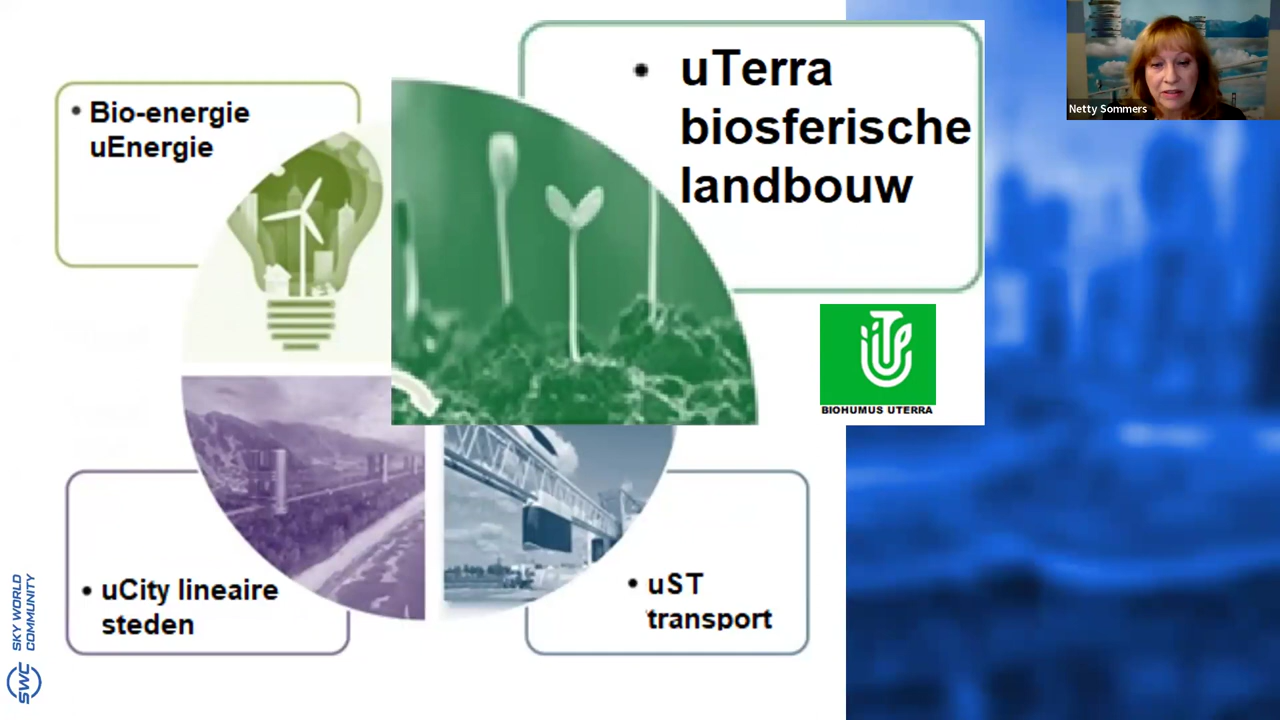 Bio-energie
uEnergie
uTerra
biosferische
landbouw
Netty Sommers
BIOHUMUS UTERRA
uCity lineaire
steden
uST
transport
SWC SKY WORLD
COMMUNITY